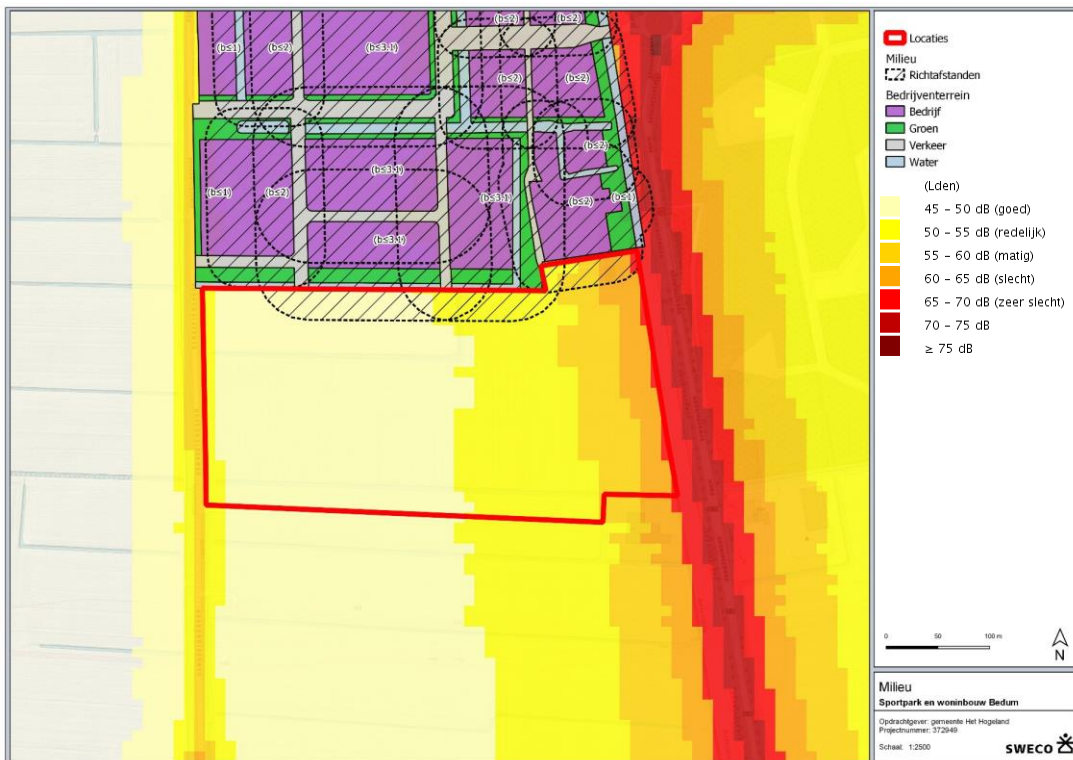 (b≤1)
(b≤2)
(b≤3.1)
(b≤2)
(b≤2)
(b≤2)
(b≤2)
(b≤2)
(b≤3.1)
(b≤1)
(b≤2)
(b≤3.1)
(b≤1)
(b≤2)
(b≤3.1)
Locaties
Milieu
Richtafstanden
Bedrijventerrein
Bedrijf
Groen
Verkeer
Water
(Lden)
45 – 50 dB (goed)
50 – 55 dB (redelijk)
55 – 60 dB (matig)
60 – 65 dB (slecht)
65 – 70 dB (zeer slecht)
70 – 75 dB
≥ 75 dB
0 50 100 m
N
Milieu
Sportpark en woninbouw Bedum
Opdrachtgever: gemeente Het Hogeland
Projectnummer: 372949
Schaal: 1:2500
SWECO